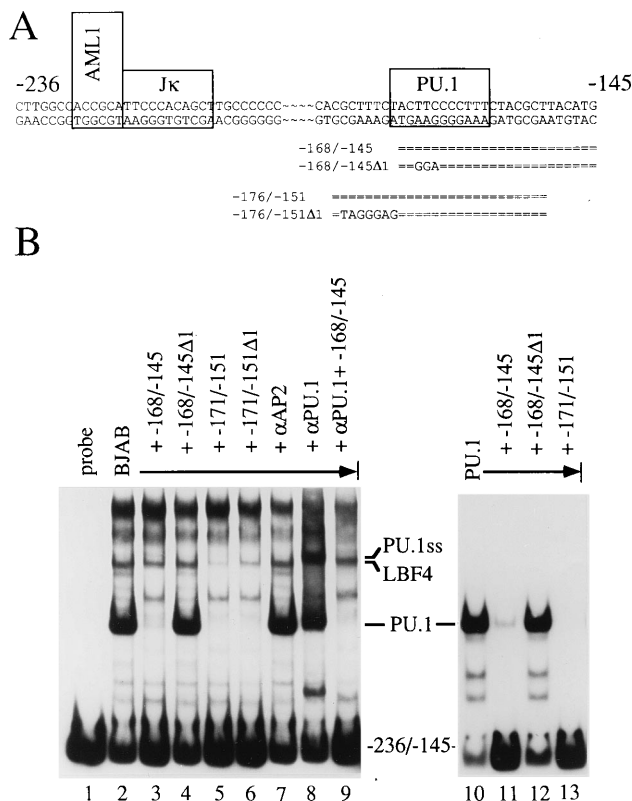 A
AML1
Jκ
PU.1
-236
-145
CTTGGCCACCGCATTCCCACAGCTTGCCCCCC~~~~CACGCTTTCTACTTCCCCTTTCTACGCTTACATG
GAACCGGTGGCGTAAGGGTGTCGAACGGGGGG~~~~GTGCGAAAGATGAAGGGGAAAGATGCGAATGTAC
-168/-145 ========================
-168/-145Δ1 ==GGA===================
-176/-151 ==========================
-176/-151Δ1 =TAGGGAG==================
B
probe
BJAB
+ -168/-145
+ -168/-145Δ1
+ -171/-151
+ -171/-151Δ1
+ αAP2
+ αPU.1
+ αPU.1+ -168/-145
PU.1
+ -168/-145
+ -168/-145Δ1
+ -171/-151
PU.1ss
LBF4
PU.1
-236/-145-
1 2 3 4 5 6 7 8 9
10 11 12 13